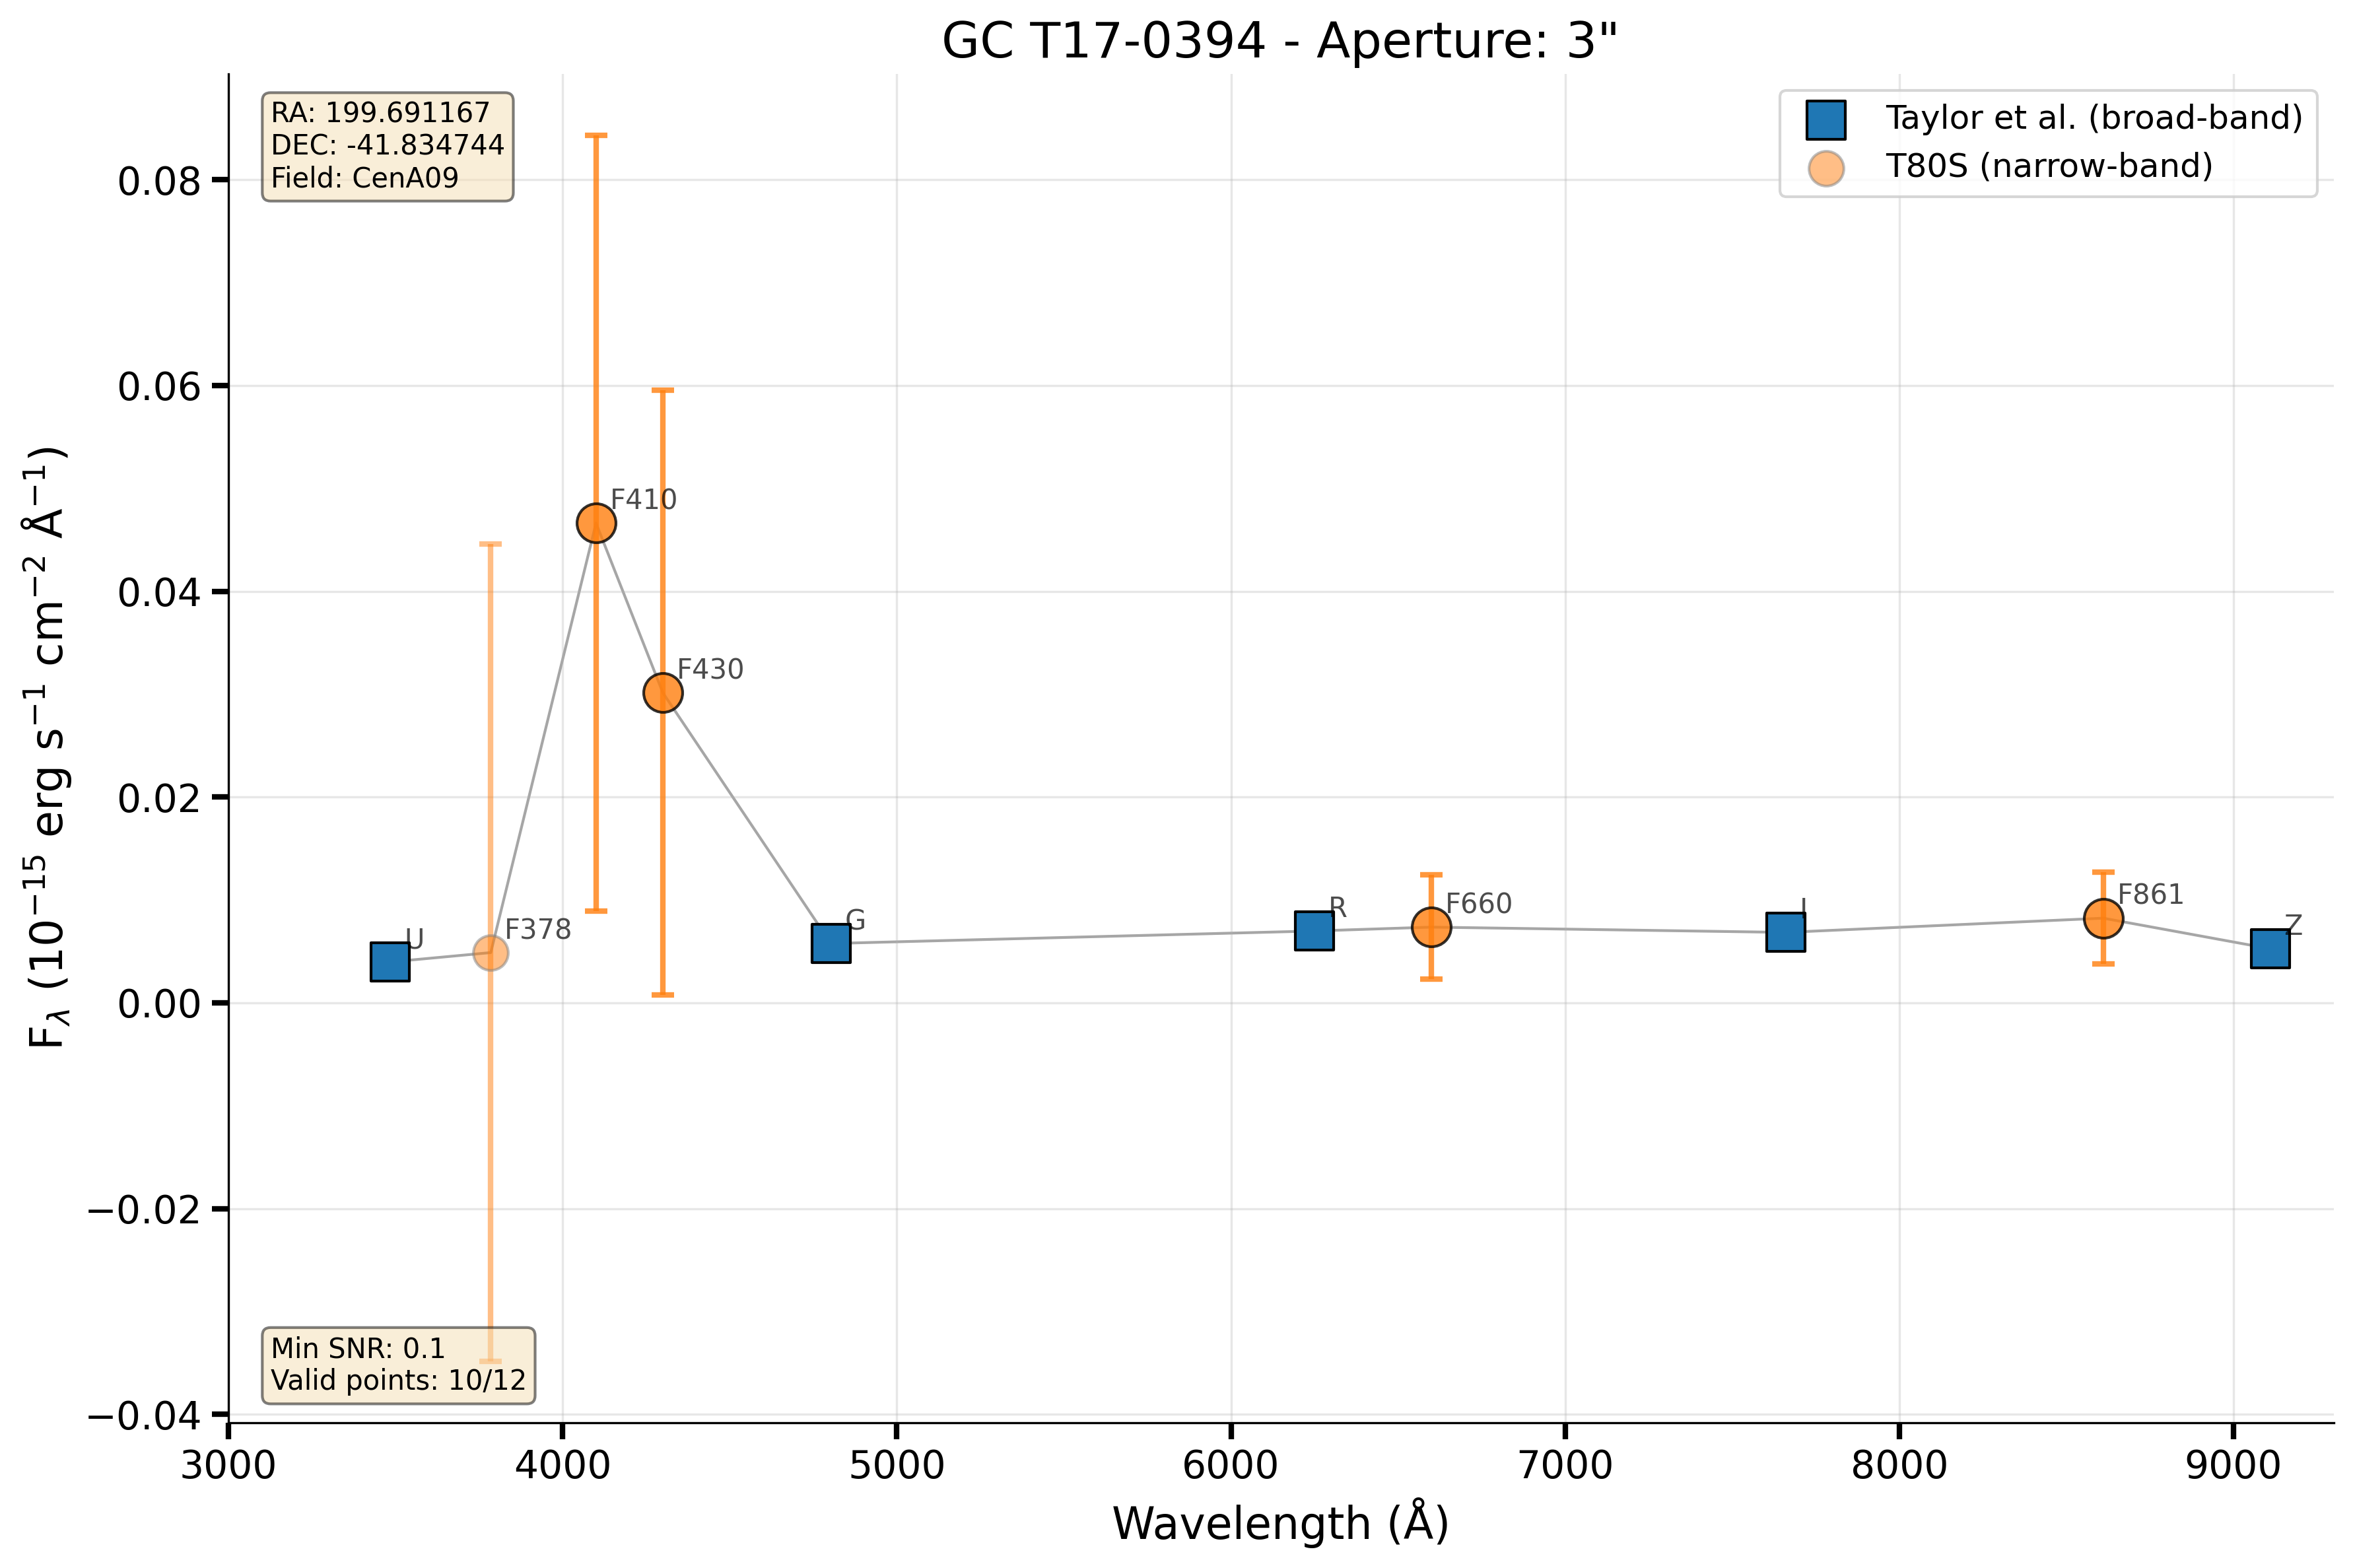 GC T17-0394 - Aperture: 3"
RA: 199.691167
DEC: -41.834744
Field: CenA09
Taylor et al. (broad-band)
T80S (narrow-band)
0.08
0.06
0.04
0.02
0.00
−0.02
−0.04
F_λ (10⁻¹⁵ erg s⁻¹ cm⁻² Å⁻¹)
U
F378
F410
F430
G
R
F660
I
F861
Z
Min SNR: 0.1
Valid points: 10/12
3000
4000
5000
6000
7000
8000
9000
Wavelength (Å)